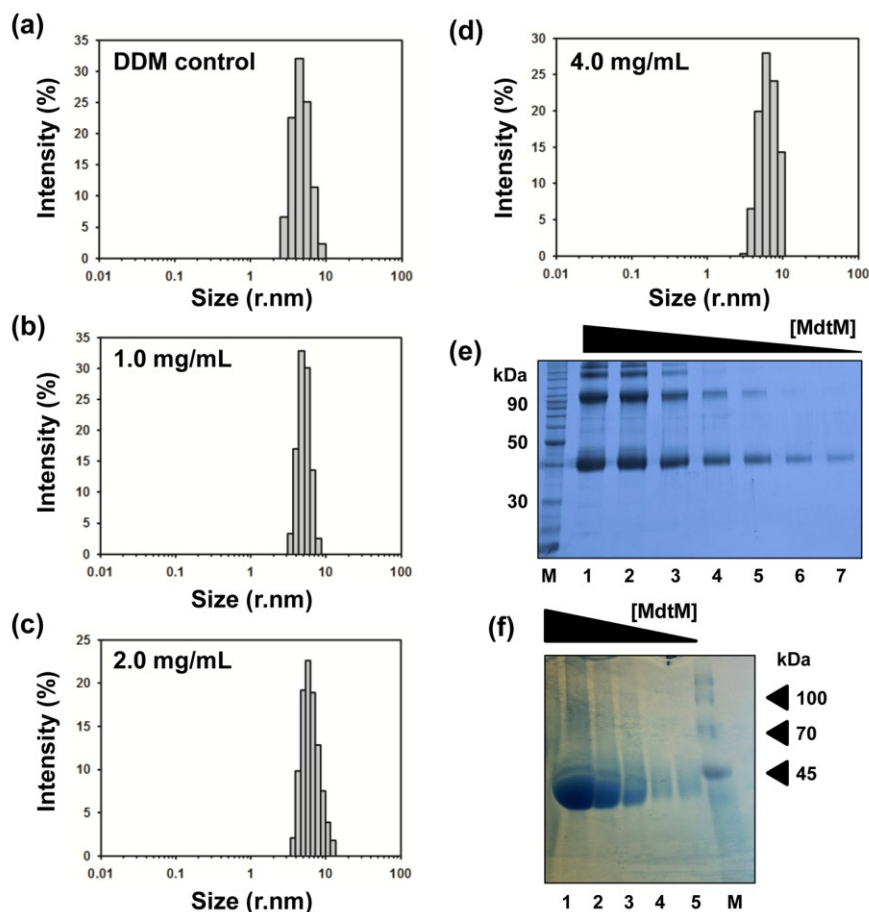 (a)
DDM control
Intensity (%)
35
30
25
20
15
10
5
0
0.01 0.1 1 10 100
Size (r.nm)
(b)
1.0 mg/mL
Intensity (%)
35
30
25
20
15
10
5
0
0.01 0.1 1 10 100
Size (r.nm)
(c)
2.0 mg/mL
Intensity (%)
25
20
15
10
5
0
0.01 0.1 1 10 100
Size (r.nm)
(d)
4.0 mg/mL
Intensity (%)
30
25
20
15
10
5
0
0.01 0.1 1 10 100
Size (r.nm)
(e)
[MdtM]
kDa
90
50
30
M 1 2 3 4 5 6 7
(f)
[MdtM]
kDa
100
70
45
1 2 3 4 5 M